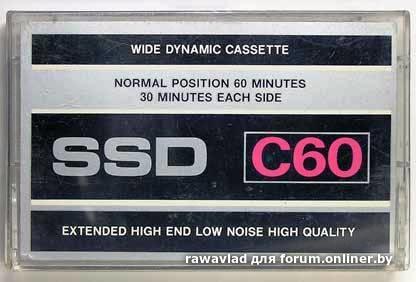 WIDE DYNAMIC CASSETTE
NORMAL POSITION 60 MINUTES
30 MINUTES EACH SIDE
SSD C60
EXTENDED HIGH END LOW NOISE HIGH QUALITY
rawavlad для forum.onliner.by